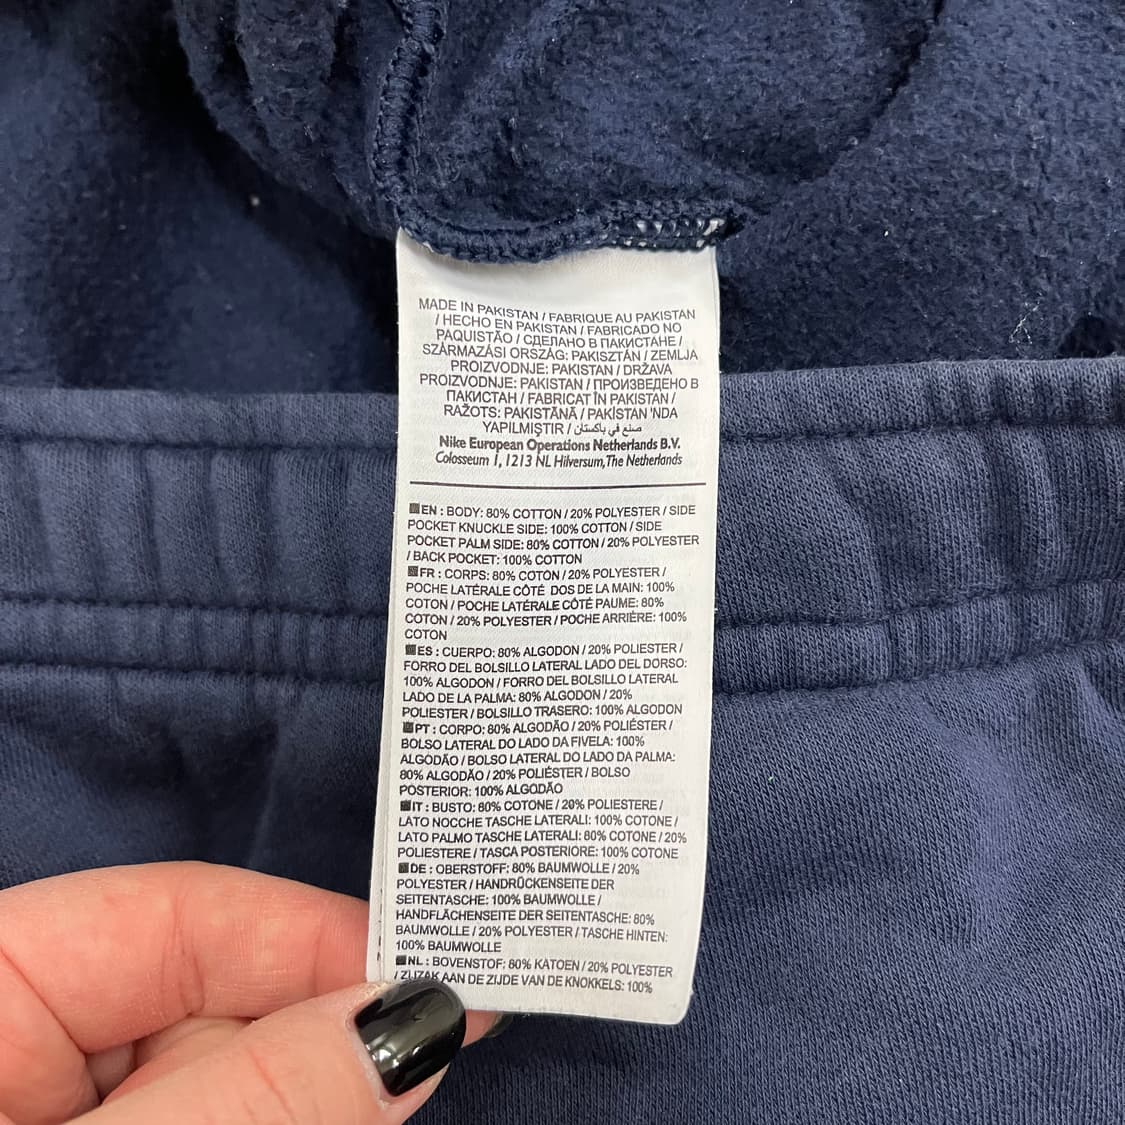 MADE IN PAKISTAN / FABRIQUE AU PAKISTAN
/ HECHO EN PAKISTAN / FABRICADO NO
PAQUISTÃO / СДЕЛАНО В ПАКИСТАНЕ /
SZÁRMAZÁSI ORSZÁG: PAKISZTÁN / ZEMLJA
PROIZVODNJE: PAKISTAN / DRŽAVA
PROIZVODNJE: PAKISTAN / ПРОИЗВЕДЕНО В
ПАКИСТАН / FABRICAT ÎN PAKISTAN /
RAŽOTS: PAKISTĀNĀ / PAKİSTAN 'NDA
YAPILMIŞTIR / صنع في باكستان
Nike European Operations Netherlands B.V.
Colosseum 1, 1213 NL Hilversum, The Netherlands
EN : BODY: 80% COTTON / 20% POLYESTER / SIDE
POCKET KNUCKLE SIDE: 100% COTTON / SIDE
POCKET PALM SIDE: 80% COTTON / 20% POLYESTER
/ BACK POCKET: 100% COTTON
FR : CORPS: 80% COTON / 20% POLYESTER /
POCHE LATÉRALE CÔTÉ DOS DE LA MAIN: 100%
COTON / POCHE LATÉRALE CÔTÉ PAUME: 80%
COTON / 20% POLYESTER / POCHE ARRIÈRE: 100%
COTON
ES : CUERPO: 80% ALGODON / 20% POLIESTER /
FORRO DEL BOLSILLO LATERAL LADO DEL DORSO:
100% ALGODON / FORRO DEL BOLSILLO LATERAL
LADO DE LA PALMA: 80% ALGODON / 20%
POLIESTER / BOLSILLO TRASERO: 100% ALGODON
PT : CORPO: 80% ALGODÃO / 20% POLIÉSTER /
BOLSO LATERAL DO LADO DA FIVELA: 100%
ALGODÃO / BOLSO LATERAL DO LADO DA PALMA:
80% ALGODÃO / 20% POLIÉSTER / BOLSO
POSTERIOR: 100% ALGODÃO
IT : BUSTO: 80% COTONE / 20% POLIESTERE /
LATO NOCCHE TASCHE LATERALI: 100% COTONE /
LATO PALMO TASCHE LATERALI: 80% COTONE / 20%
POLIESTERE / TASCA POSTERIORE: 100% COTONE
DE : OBERSTOFF: 80% BAUMWOLLE / 20%
POLYESTER / HANDRÜCKENSEITE DER
SEITENTASCHE: 100% BAUMWOLLE /
HANDFLÄCHENSEITE DER SEITENTASCHE: 80%
BAUMWOLLE / 20% POLYESTER / TASCHE HINTEN:
100% BAUMWOLLE
NL : BOVENSTOF: 80% KATOEN / 20% POLYESTER
/ ZIJZAK AAN DE ZIJDE VAN DE KNOKKELS: 100%